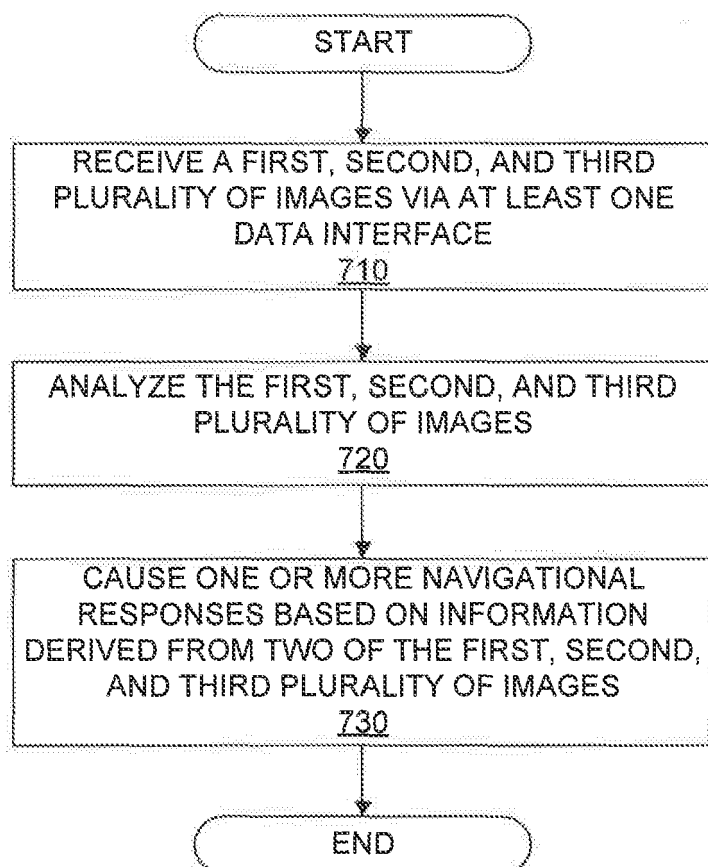 START
RECEIVE A FIRST, SECOND, AND THIRD
PLURALITY OF IMAGES VIA AT LEAST ONE
DATA INTERFACE
710
ANALYZE THE FIRST, SECOND, AND THIRD
PLURALITY OF IMAGES
720
CAUSE ONE OR MORE NAVIGATIONAL
RESPONSES BASED ON INFORMATION
DERIVED FROM TWO OF THE FIRST, SECOND,
AND THIRD PLURALITY OF IMAGES
730
END